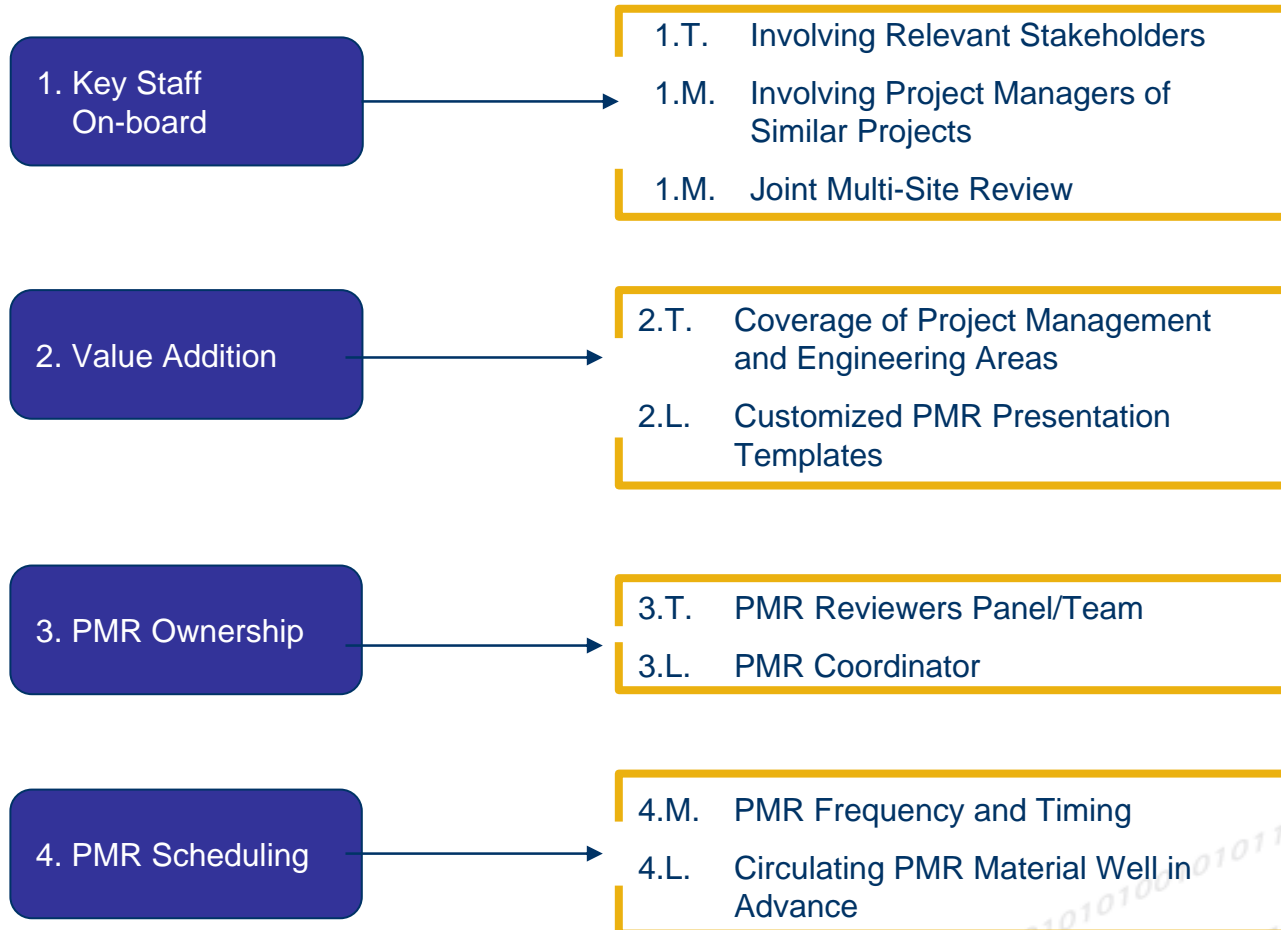 1. Key Staff
On-board
1.T. Involving Relevant Stakeholders
1.M. Involving Project Managers of
Similar Projects
1.M. Joint Multi-Site Review
2. Value Addition
2.T. Coverage of Project Management
and Engineering Areas
2.L. Customized PMR Presentation
Templates
3. PMR Ownership
3.T. PMR Reviewers Panel/Team
3.L. PMR Coordinator
4. PMR Scheduling
4.M. PMR Frequency and Timing
4.L. Circulating PMR Material Well in
Advance